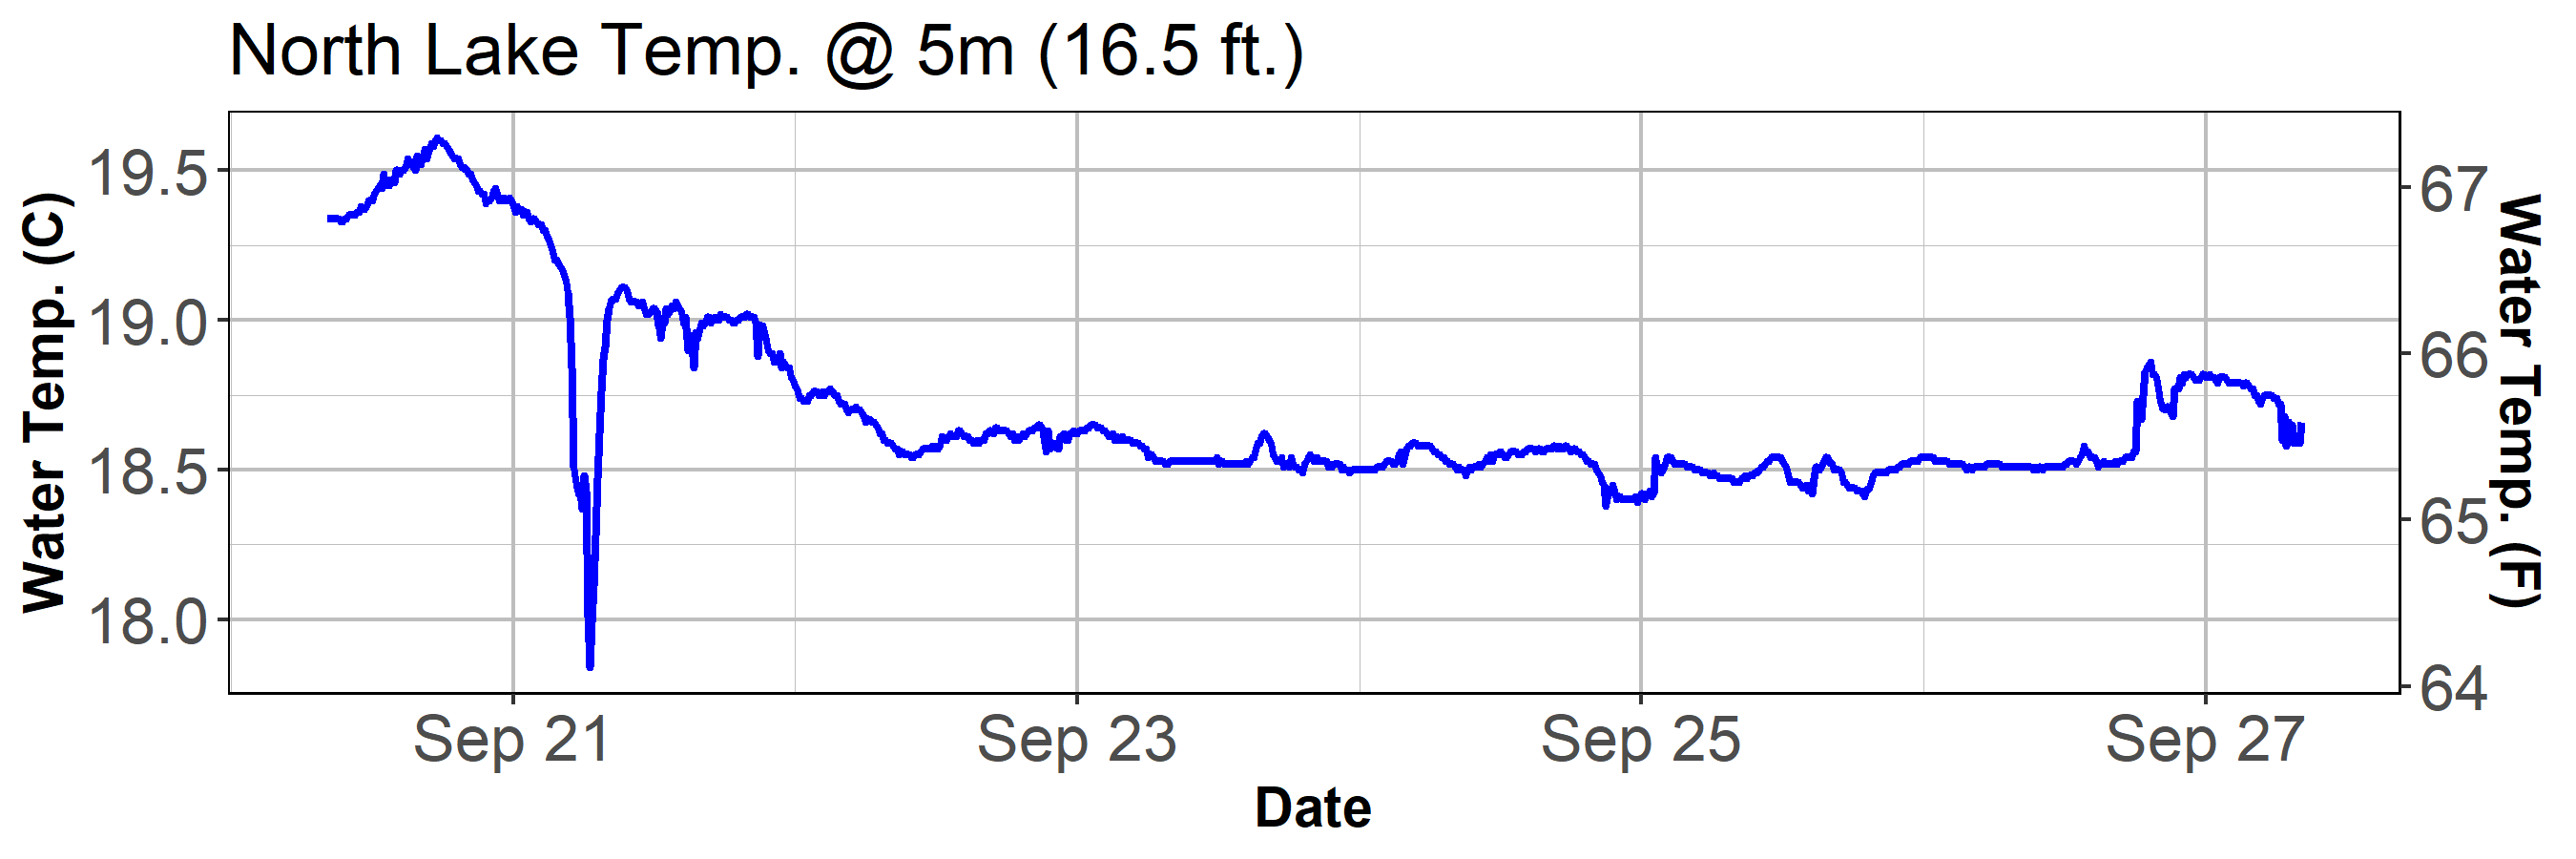 North Lake Temp. @ 5m (16.5 ft.)
Water Temp. (C)
19.5
19.0
18.5
18.0
67
66
65
64
Water Temp. (F)
Sep 21
Sep 23
Sep 25
Sep 27
Date